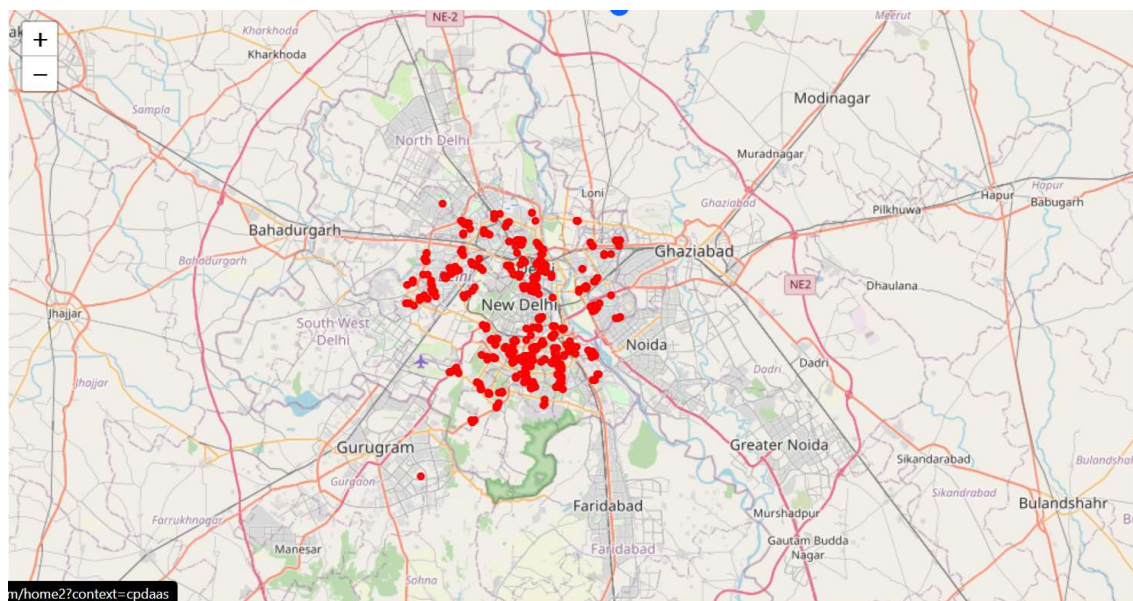 NE-2
Meerut
+
Kharkhoda
Kharkhoda
−
Modinagar
Sampla
North Delhi
Muradnagar
Loni
Hapur
Hapur
Babugarh
Ghaziabad
Pilkhuwa
Bahadurgarh
Ghaziabad
Bahadurgarh
NE2
Dhaulana
New Delhi
Jhajjar
South West
Delhi
Noida
Dadri
Dadri
Jhajjar
Gurugram
Greater Noida
Sikandarabad
Bulandshahr
Gurgaon
Sikandrabad
Bulandshahr
Faridabad
Farrukhnagar
Murshadpur
Gautam Budda
Nagar
Manesar
Faridabad
Sohna
m/home2?context=cpdaas